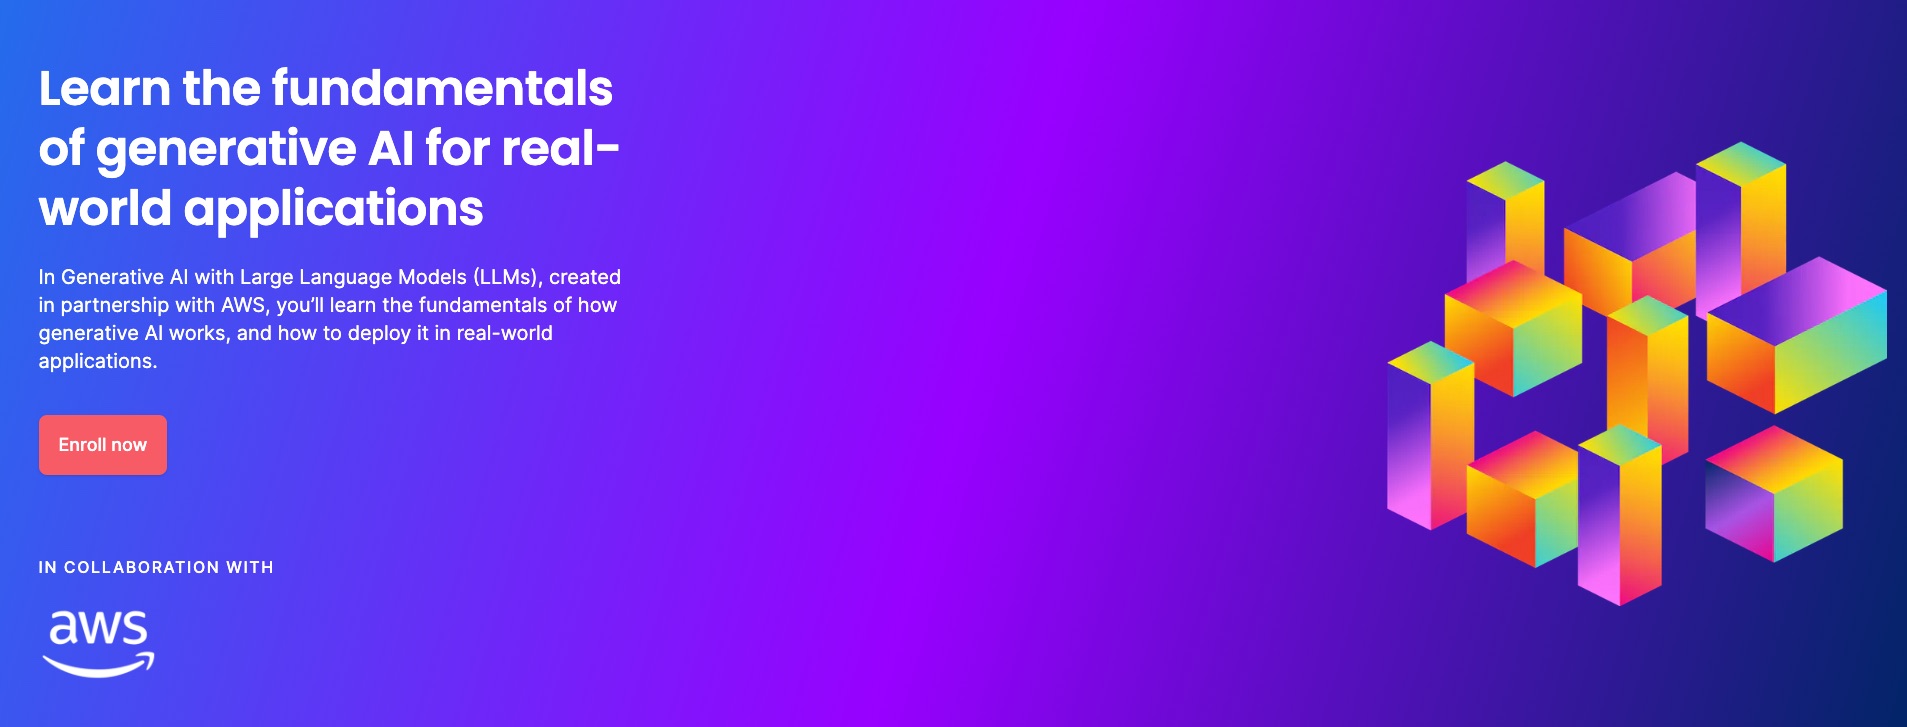 Learn the fundamentals
of generative AI for real-
world applications
In Generative AI with Large Language Models (LLMs), created
in partnership with AWS, you’ll learn the fundamentals of how
generative AI works, and how to deploy it in real-world
applications.
Enroll now
IN COLLABORATION WITH
aws